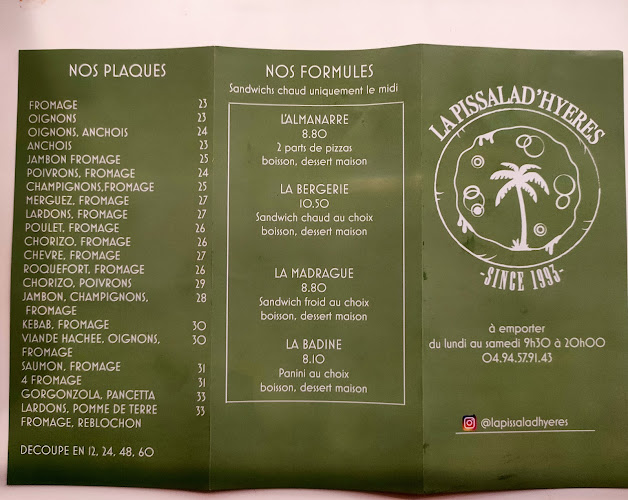 NOS PLAQUES
FROMAGE 23
OIGNONS 23
OIGNONS, ANCHOIS 24
ANCHOIS 23
JAMBON FROMAGE 25
POIVRONS, FROMAGE 24
CHAMPIGNONS,FROMAGE 25
MERGUEZ, FROMAGE 27
LARDONS, FROMAGE 27
POULET, FROMAGE 26
CHORIZO, FROMAGE 26
CHEVRE, FROMAGE 27
ROQUEFORT, FROMAGE 26
CHORIZO, POIVRONS 29
JAMBON, CHAMPIGNONS, 28
FROMAGE
KEBAB, FROMAGE 30
VIANDE HACHEE, OIGNONS, 30
FROMAGE
SAUMON, FROMAGE 31
4 FROMAGE 31
GORGONZOLA, PANCETTA 33
LARDONS, POMME DE TERRE 33
FROMAGE, REBLOCHON
DECOUPE EN 12, 24, 48, 60
NOS FORMULES
Sandwichs chaud uniquement le midi
L'ALMANARRE
8.80
2 parts de pizzas
boisson, dessert maison
LA BERGERIE
10.50
Sandwich chaud au choix
boisson, dessert maison
LA MADRAGUE
8.80
Sandwich froid au choix
boisson, dessert maison
LA BADINE
8.10
Panini au choix
boisson, dessert maison
LA PISSALAD'HYERES
-SINCE 1993-
à emporter
du lundi au samedi 9h30 à 20h00
04.94.57.91.43
@lapissaladhyeres